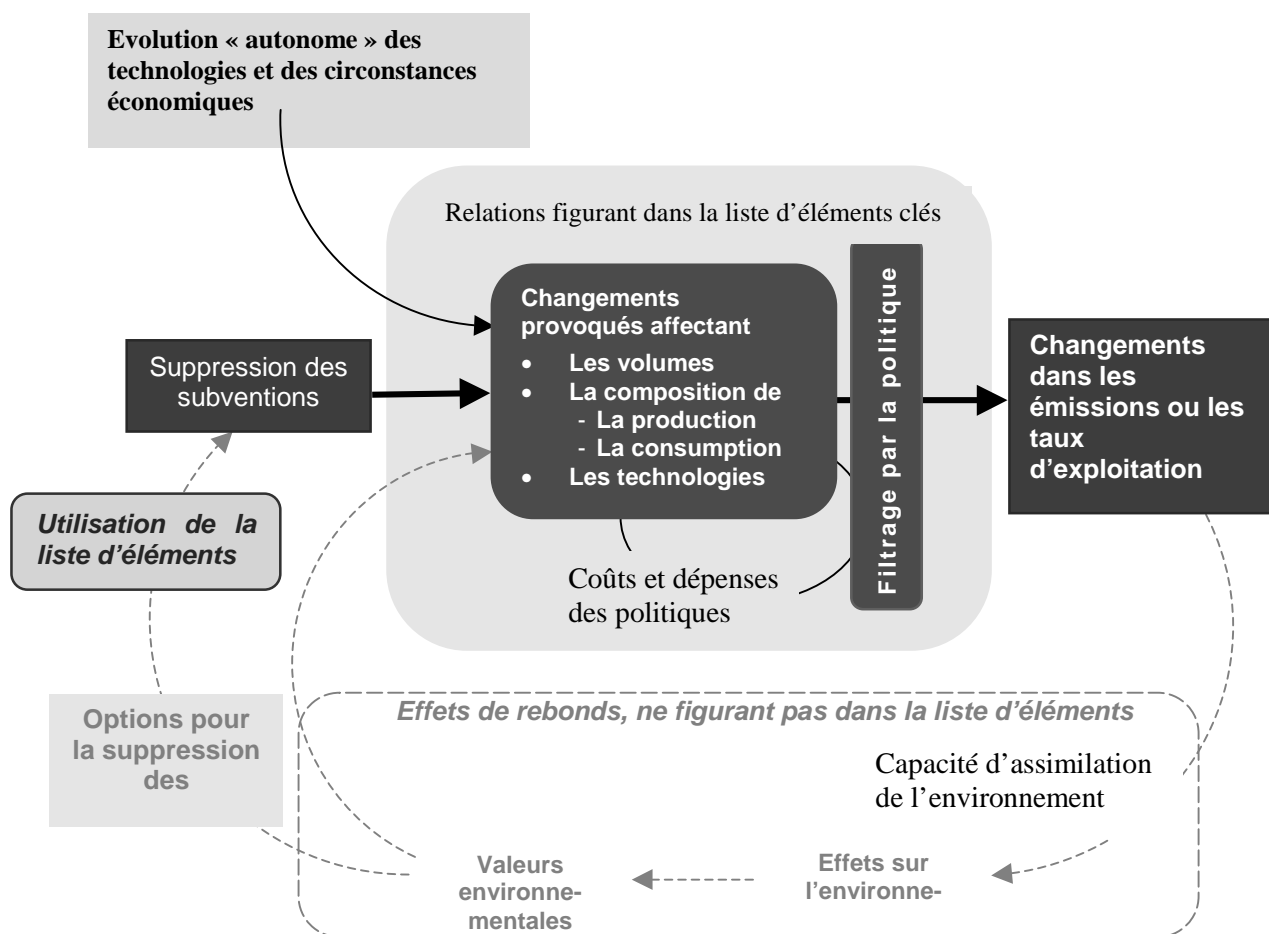 Evolution « autonome » des
technologies et des circonstances
économiques
Relations figurant dans la liste d’éléments clés
Changements
provoqués affectant
• Les volumes
• La composition de
- La production
- La consumption
• Les technologies
Filtrage par la politique
Suppression des
subventions
Changements
dans les
émissions ou les
taux
d’exploitation
Utilisation de la
liste d’éléments
Coûts et dépenses
des politiques
Options pour
la suppression
des
Effets de rebonds, ne figurant pas dans la liste d’éléments
Capacité d’assimilation
de l’environnement
Valeurs
environne-
mentales
Effets sur
l’environne-